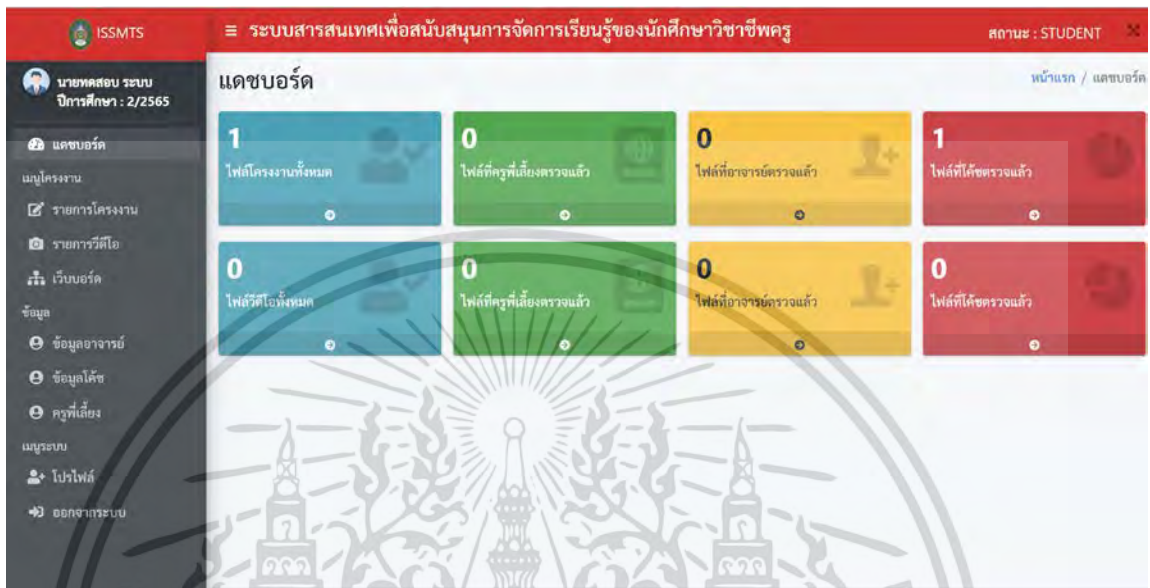 ISSMTS
ระบบสารสนเทศเพื่อสนับสนุนการจัดการเรียนรู้ของนักศึกษาวิชาชีพครู
สถานะ : STUDENT
นายทดสอบ ระบบ
ปีการศึกษา : 2/2565
แดชบอร์ด
เมนูโครงงาน
รายการโครงงาน
รายการวีดีโอ
เว็บบอร์ด
ข้อมูล
ข้อมูลอาจารย์
ข้อมูลโค้ช
ครูพี่เลี้ยง
เมนูระบบ
โปรไฟล์
ออกจากระบบ
แดชบอร์ด
หน้าแรก / แดชบอร์ด
1
ไฟล์โครงงานทั้งหมด
0
ไฟล์ที่ครูพี่เลี้ยงตรวจแล้ว
0
ไฟล์ที่อาจารย์ตรวจแล้ว
1
ไฟล์ที่โค้ชตรวจแล้ว
0
ไฟล์วีดีโอทั้งหมด
0
ไฟล์ที่ครูพี่เลี้ยงตรวจแล้ว
0
ไฟล์ที่อาจารย์ตรวจแล้ว
0
ไฟล์ที่โค้ชตรวจแล้ว